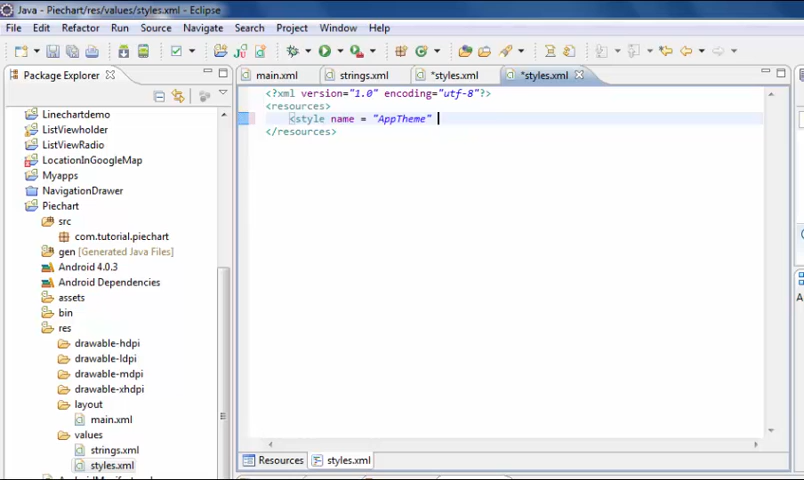 Java - Piechart/res/values/styles.xml - Eclipse
File Edit Refactor Run Source Navigate Search Project Window Help
Package Explorer
main.xml strings.xml *styles.xml *styles.xml
Linechartdemo
ListViewholder
ListViewRadio
LocationInGoogleMap
Myapps
NavigationDrawer
Piechart
src
com.tutorial.piechart
gen [Generated Java Files]
Android 4.0.3
Android Dependencies
assets
bin
res
drawable-hdpi
drawable-ldpi
drawable-mdpi
drawable-xhdpi
layout
main.xml
values
strings.xml
styles.xml
<?xml version="1.0" encoding="utf-8"?>
<resources>
<style name = "AppTheme"
</resources>
Resources styles.xml